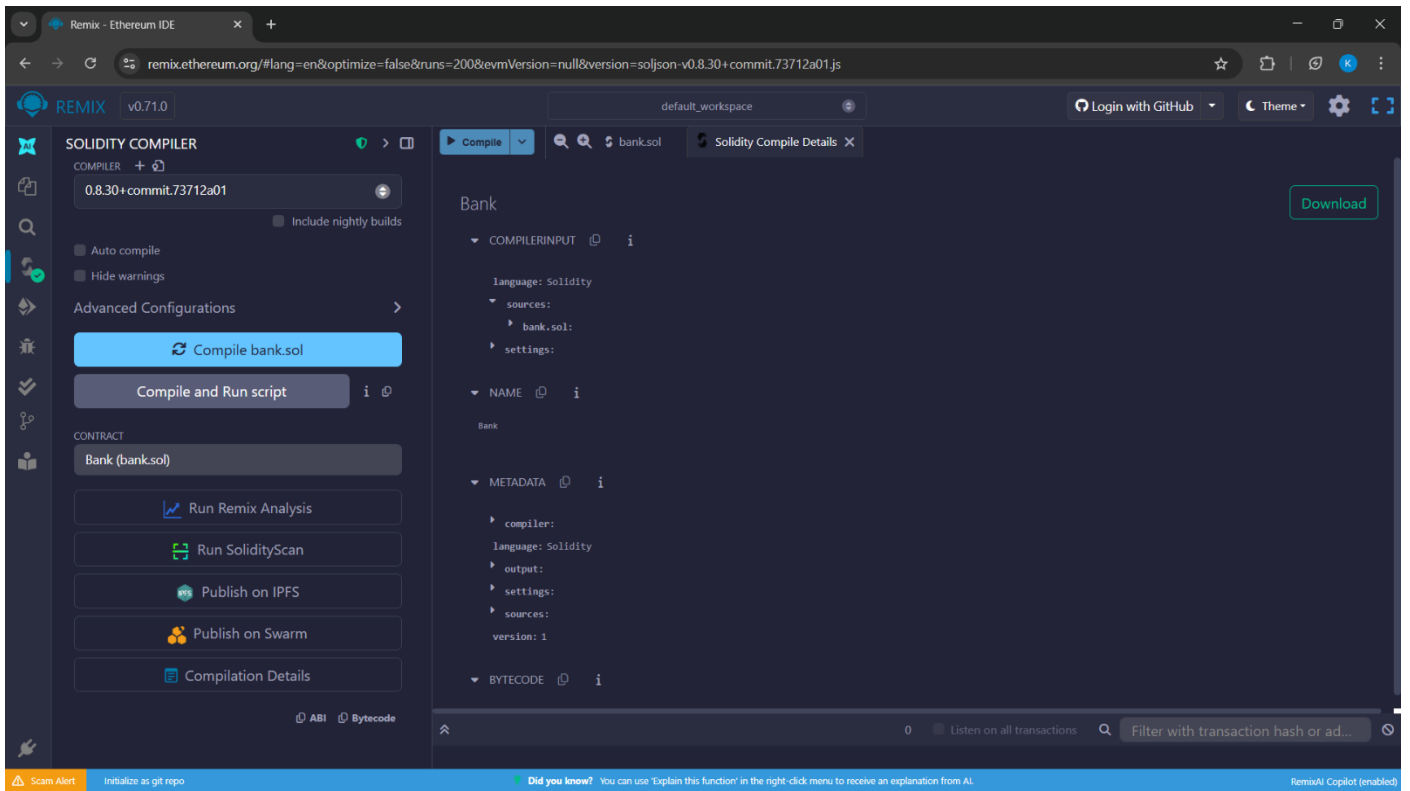 Remix - Ethereum IDE
remix.ethereum.org/#lang=en&optimize=false&runs=200&evmVersion=null&version=soljson-v0.8.30+commit.73712a01.js
K
REMIX v0.71.0
default_workspace
Login with GitHub
Theme
AI
SOLIDITY COMPILER
COMPILER
0.8.30+commit.73712a01
Include nightly builds
Auto compile
Hide warnings
Advanced Configurations
Compile bank.sol
Compile and Run script
CONTRACT
Bank (bank.sol)
Run Remix Analysis
Run SolidityScan
Publish on IPFS
Publish on Swarm
Compilation Details
ABI Bytecode
Compile
bank.sol
Solidity Compile Details
Bank
Download
COMPILERINPUT i
language: Solidity
sources:
bank.sol:
settings:
NAME i
Bank
METADATA i
compiler:
language: Solidity
output:
settings:
sources:
version: 1
BYTECODE i
0 Listen on all transactions
Filter with transaction hash or ad...
Scam Alert
Initialize as git repo
Did you know? You can use 'Explain this function' in the right-click menu to receive an explanation from AI.
RemixAI Copilot (enabled)